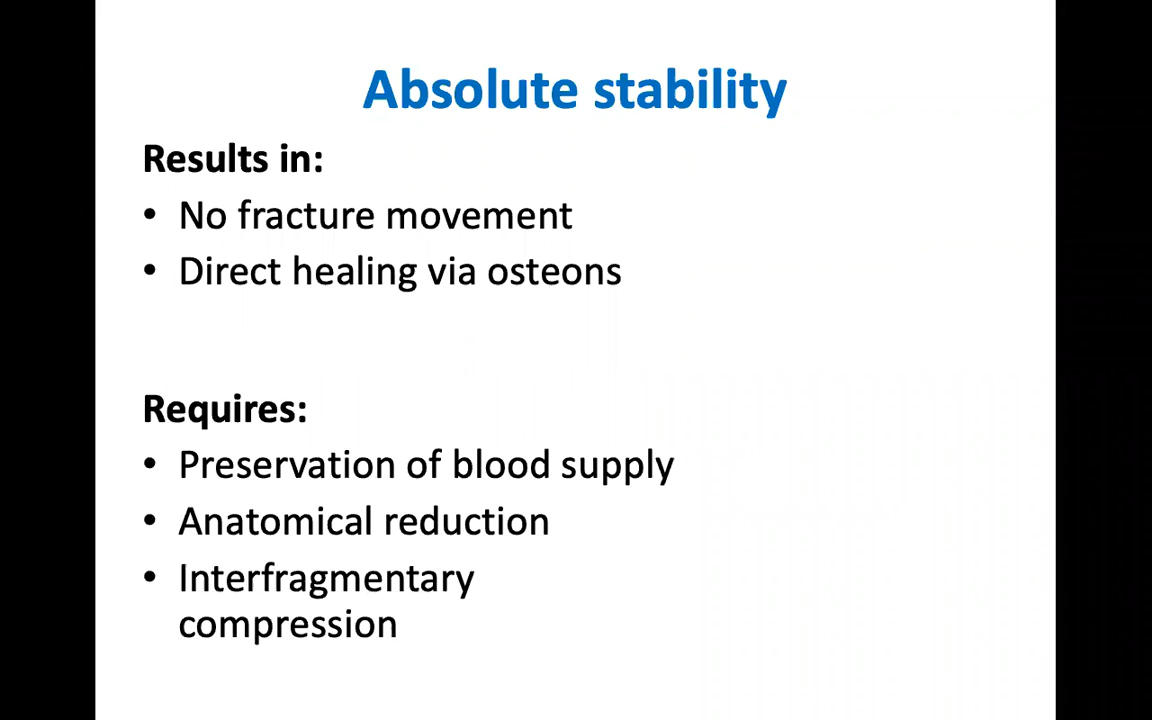 Absolute stability
Results in:
• No fracture movement
• Direct healing via osteons
Requires:
• Preservation of blood supply
• Anatomical reduction
• Interfragmentary
compression